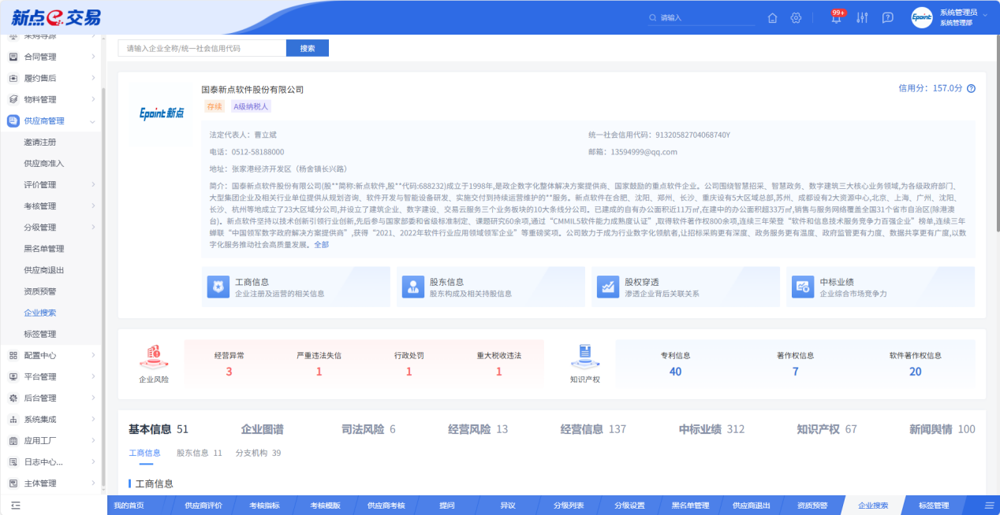 新点e交易
请输入
99+
Epoint
系统管理员
系统管理部
采购寻源
合同管理
履约售后
物料管理
供应商管理
邀请注册
供应商准入
评价管理
考核管理
分级管理
黑名单管理
供应商退出
资质预警
企业搜索
标签管理
配置中心
平台管理
后台管理
系统集成
应用工厂
日志中心...
主体管理
请输入企业全称/统一社会信用代码
搜索
Epoint 新点
国泰新点软件股份有限公司
存续 A级纳税人
信用分: 157.0分
法定代表人: 曹立斌
统一社会信用代码: 91320582704068740Y
电话: 0512-58188000
邮箱: 13594999@qq.com
地址: 张家港经济开发区（杨舍镇长兴路）
简介: 国泰新点软件股份有限公司(股**简称:新点软件,股**代码:688232)成立于1998年,是政企数字化整体解决方案提供商、国家鼓励的重点软件企业。公司围绕智慧招采、智慧政务、数字建筑三大核心业务领域,为各级政府部门、
大型集团企业及相关行业单位提供从规划咨询、软件开发与智能设备研发、实施交付到持续运营维护的**服务。新点软件在合肥、沈阳、郑州、长沙、重庆设有5大区域总部,苏州、成都设有2大资源中心,北京、上海、广州、沈阳、
长沙、杭州等地成立了23大区域分公司,并设立了建筑企业、数字建设、交易云服务三个业务板块的10大条线分公司。已建成的自有办公面积近11万㎡,在建中的办公面积超33万㎡,销售与服务网络覆盖全国31个省市自治区(除港澳
台)。新点软件坚持以技术创新引领行业创新,先后参与国家部委和省级标准制定、课题研究60余项,通过“CMMIL5软件能力成熟度认证”,取得软件著作权800余项,连续三年荣登“软件和信息技术服务竞争力百强企业”榜单,连续三年
蝉联“中国领军数字政府解决方案提供商”,获得“2021、2022年软件行业应用领域领军企业”等重磅奖项。公司致力于成为行业数字化领航者,让招标采购更有深度、政务服务更有温度、政府监管更有力度、数据共享更有广度,以数
字化服务推动社会高质量发展。全部
工商信息
企业注册及运营的相关信息
股东信息
股东构成及相关持股信息
股权穿透
渗透企业背后关联关系
中标业绩
企业综合市场竞争力
企业风险
经营异常 严重违法失信 行政处罚 重大税收违法
3 1 1 1
知识产权
专利信息 著作权信息 软件著作权信息
40 7 20
基本信息 51 企业图谱 司法风险 6 经营风险 13 经营信息 137 中标业绩 312 知识产权 67 新闻舆情 100
工商信息 股东信息 11 分支机构 39
工商信息
我的首页 供应商评价 考核指标 考核模版 供应商考核 提问 异议 分级列表 分级设置 黑名单管理 供应商退出 资质预警 企业搜索 标签管理